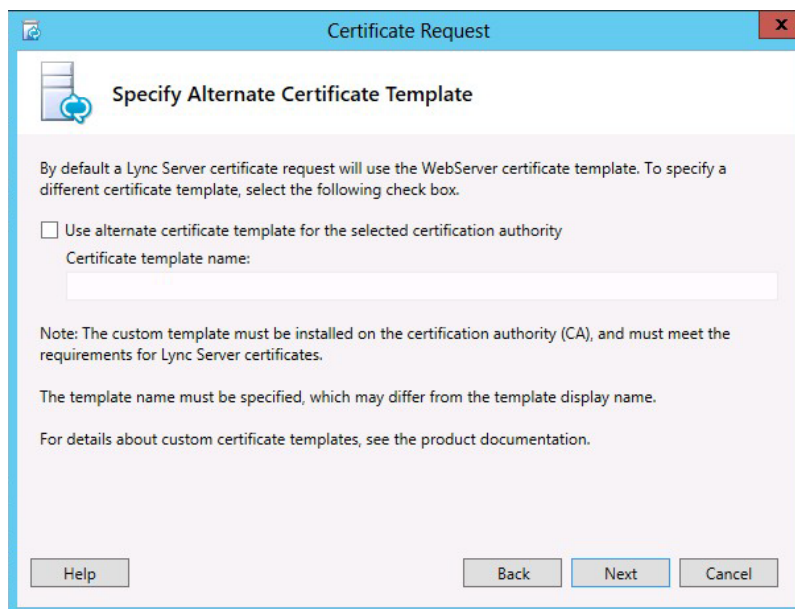 Certificate Request
x
Specify Alternate Certificate Template
By default a Lync Server certificate request will use the WebServer certificate template. To specify a
different certificate template, select the following check box.
Use alternate certificate template for the selected certification authority
Certificate template name:
Note: The custom template must be installed on the certification authority (CA), and must meet the
requirements for Lync Server certificates.
The template name must be specified, which may differ from the template display name.
For details about custom certificate templates, see the product documentation.
Help
Back
Next
Cancel